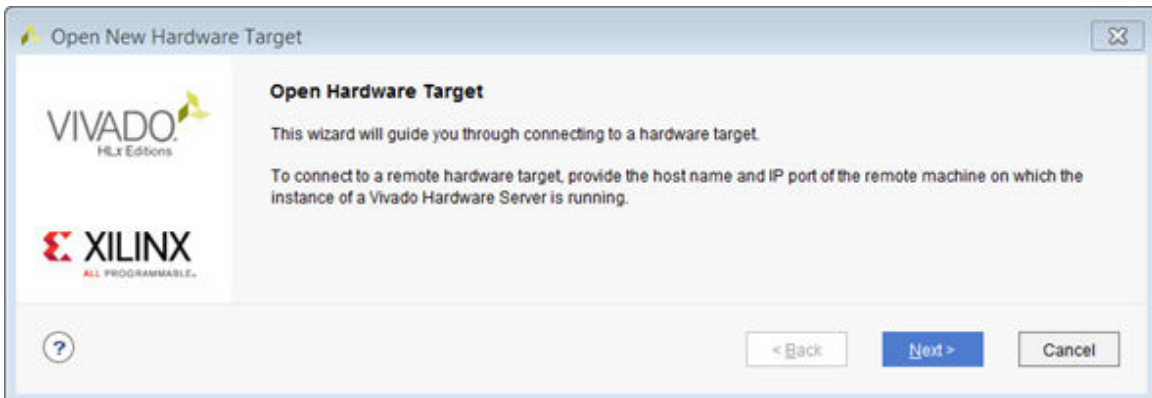 Open New Hardware Target
VIVADO.
HLx Editions
Open Hardware Target
This wizard will guide you through connecting to a hardware target.
To connect to a remote hardware target, provide the host name and IP port of the remote machine on which the
instance of a Vivado Hardware Server is running.
XILINX
ALL PROGRAMMABLE™
?
< Back
Next >
Cancel